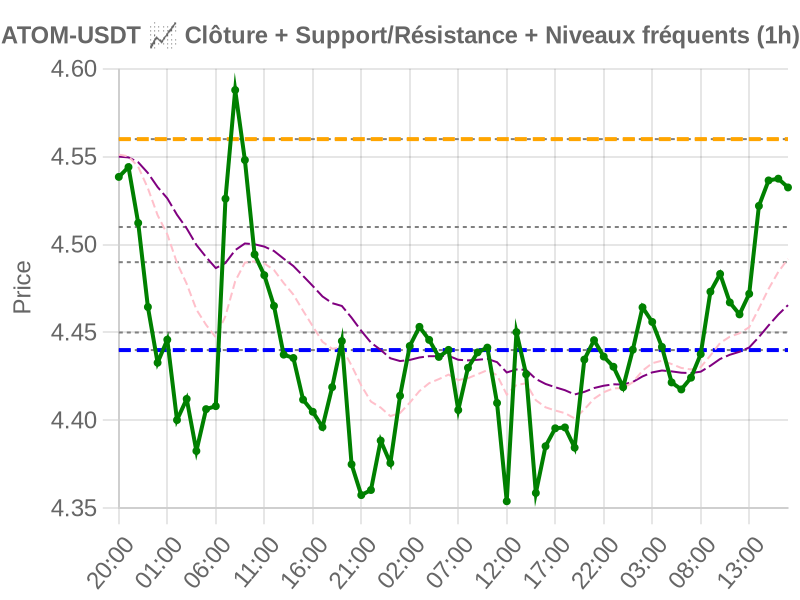 ATOM-USDT 📈 Clôture + Support/Résistance + Niveaux fréquents (1h)
4.60
4.55
4.50
4.45
4.40
4.35
Price
20:00 01:00 06:00 11:00 16:00 21:00 02:00 07:00 12:00 17:00 22:00 03:00 08:00 13:00